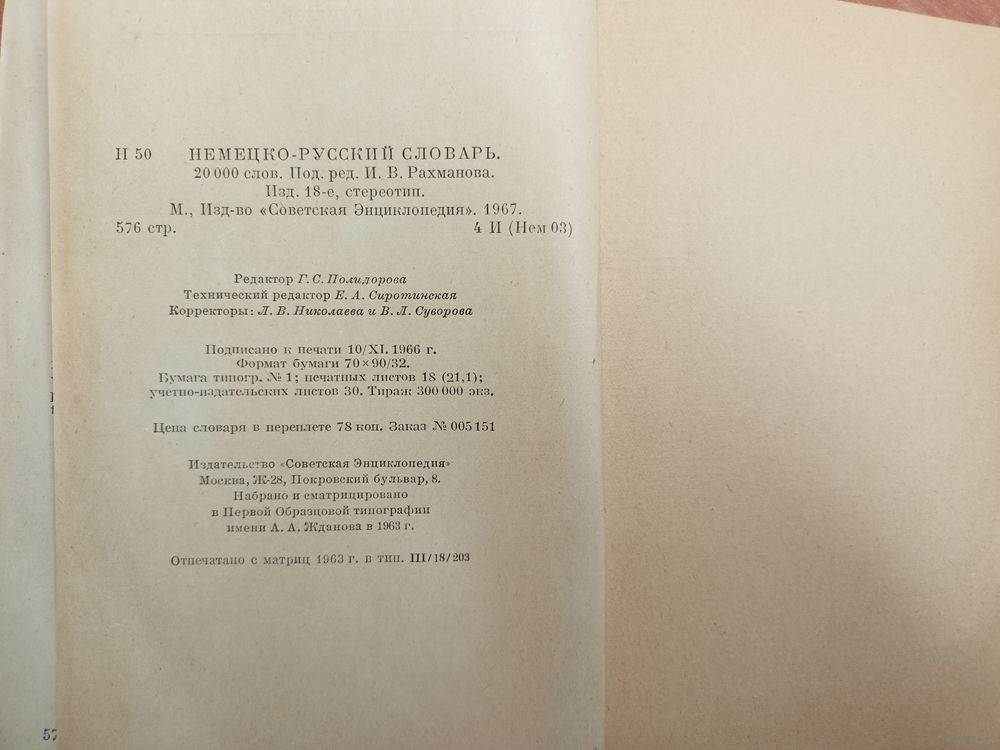 Н 50 НЕМЕЦКО-РУССКИЙ СЛОВАРЬ.
20 000 слов. Под. ред. И. В. Рахманова.
Изд. 18-е, стереотип.
М., Изд-во «Советская Энциклопедия». 1967.
576 стр. 4 И (Нем 03)
Редактор Г. С. Полидорова
Технический редактор Е. А. Сиротинская
Корректоры: Л. В. Николаева и В. Л. Суворова
Подписано к печати 10/XI. 1966 г.
Формат бумаги 70×90/32.
Бумага типогр. № 1; печатных листов 18 (21,1);
учетно-издательских листов 30. Тираж 300 000 экз.
Цена словаря в переплете 78 коп. Заказ № 005151
Издательство «Советская Энциклопедия»
Москва, Ж-28, Покровский бульвар, 8.
Набрано и сматрицировано
в Первой Образцовой типографии
имени А. А. Жданова в 1963 г.
Отпечатано с матриц 1963 г. в тип. III/18/203